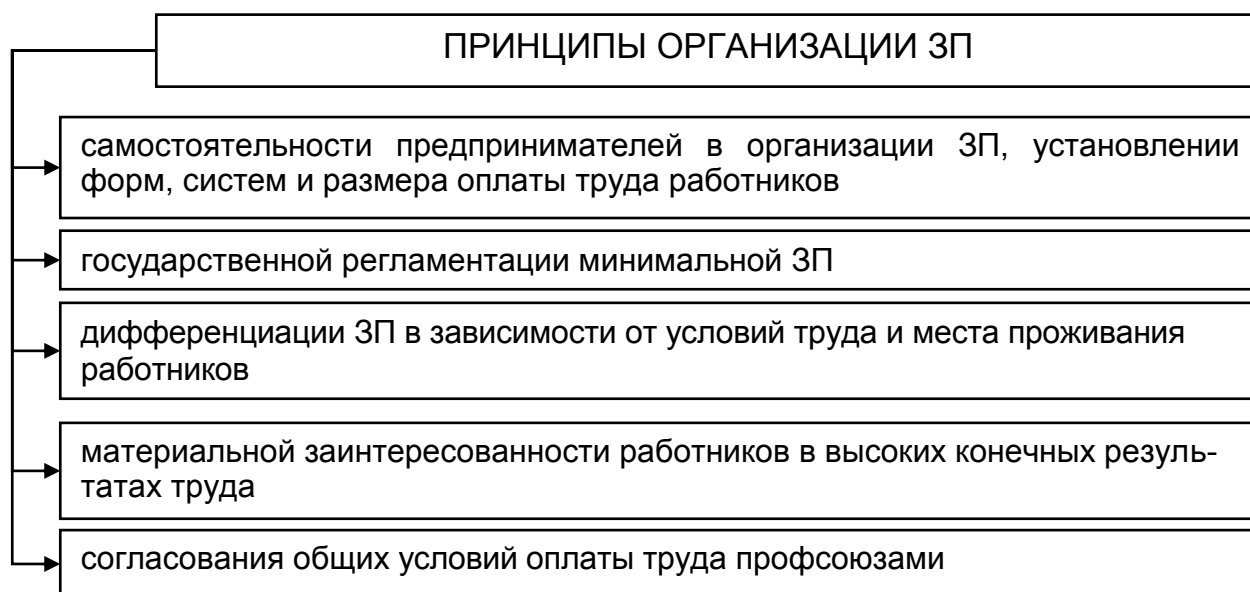 ПРИНЦИПЫ ОРГАНИЗАЦИИ ЗП
самостоятельности предпринимателей в организации ЗП, установлении
форм, систем и размера оплаты труда работников
государственной регламентации минимальной ЗП
дифференциации ЗП в зависимости от условий труда и места проживания
работников
материальной заинтересованности работников в высоких конечных резуль-
татах труда
согласования общих условий оплаты труда профсоюзами